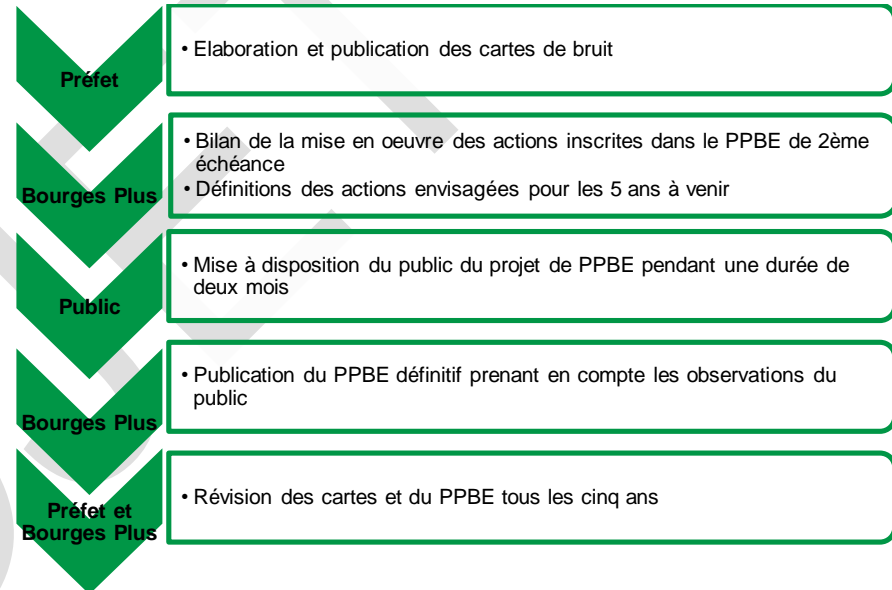 Préfet
• Elaboration et publication des cartes de bruit
Bourges Plus
• Bilan de la mise en oeuvre des actions inscrites dans le PPBE de 2ème
échéance
• Définitions des actions envisagées pour les 5 ans à venir
Public
• Mise à disposition du public du projet de PPBE pendant une durée de
deux mois
Bourges Plus
• Publication du PPBE définitif prenant en compte les observations du
public
Préfet et
Bourges Plus
• Révision des cartes et du PPBE tous les cinq ans